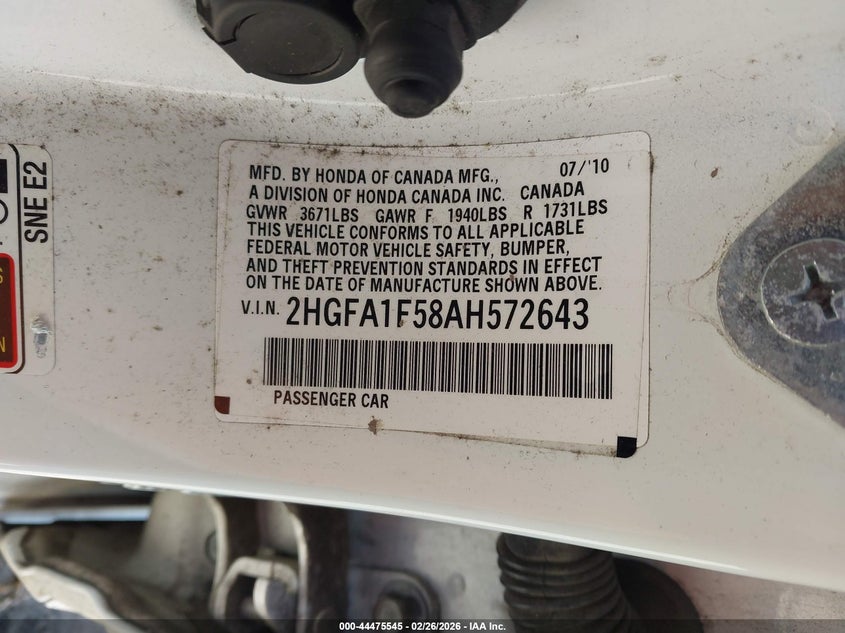 MFD. BY HONDA OF CANADA MFG., 07/'10
A DIVISION OF HONDA CANADA INC. CANADA
GVWR 3671LBS GAWR F 1940LBS R 1731LBS
THIS VEHICLE CONFORMS TO ALL APPLICABLE
FEDERAL MOTOR VEHICLE SAFETY, BUMPER,
AND THEFT PREVENTION STANDARDS IN EFFECT
ON THE DATE OF MANUFACTURE SHOWN ABOVE.
V.I.N. 2HGFA1F58AH572643
PASSENGER CAR
SNE E2
000-44475545 - 02/26/2026 - IAA Inc.